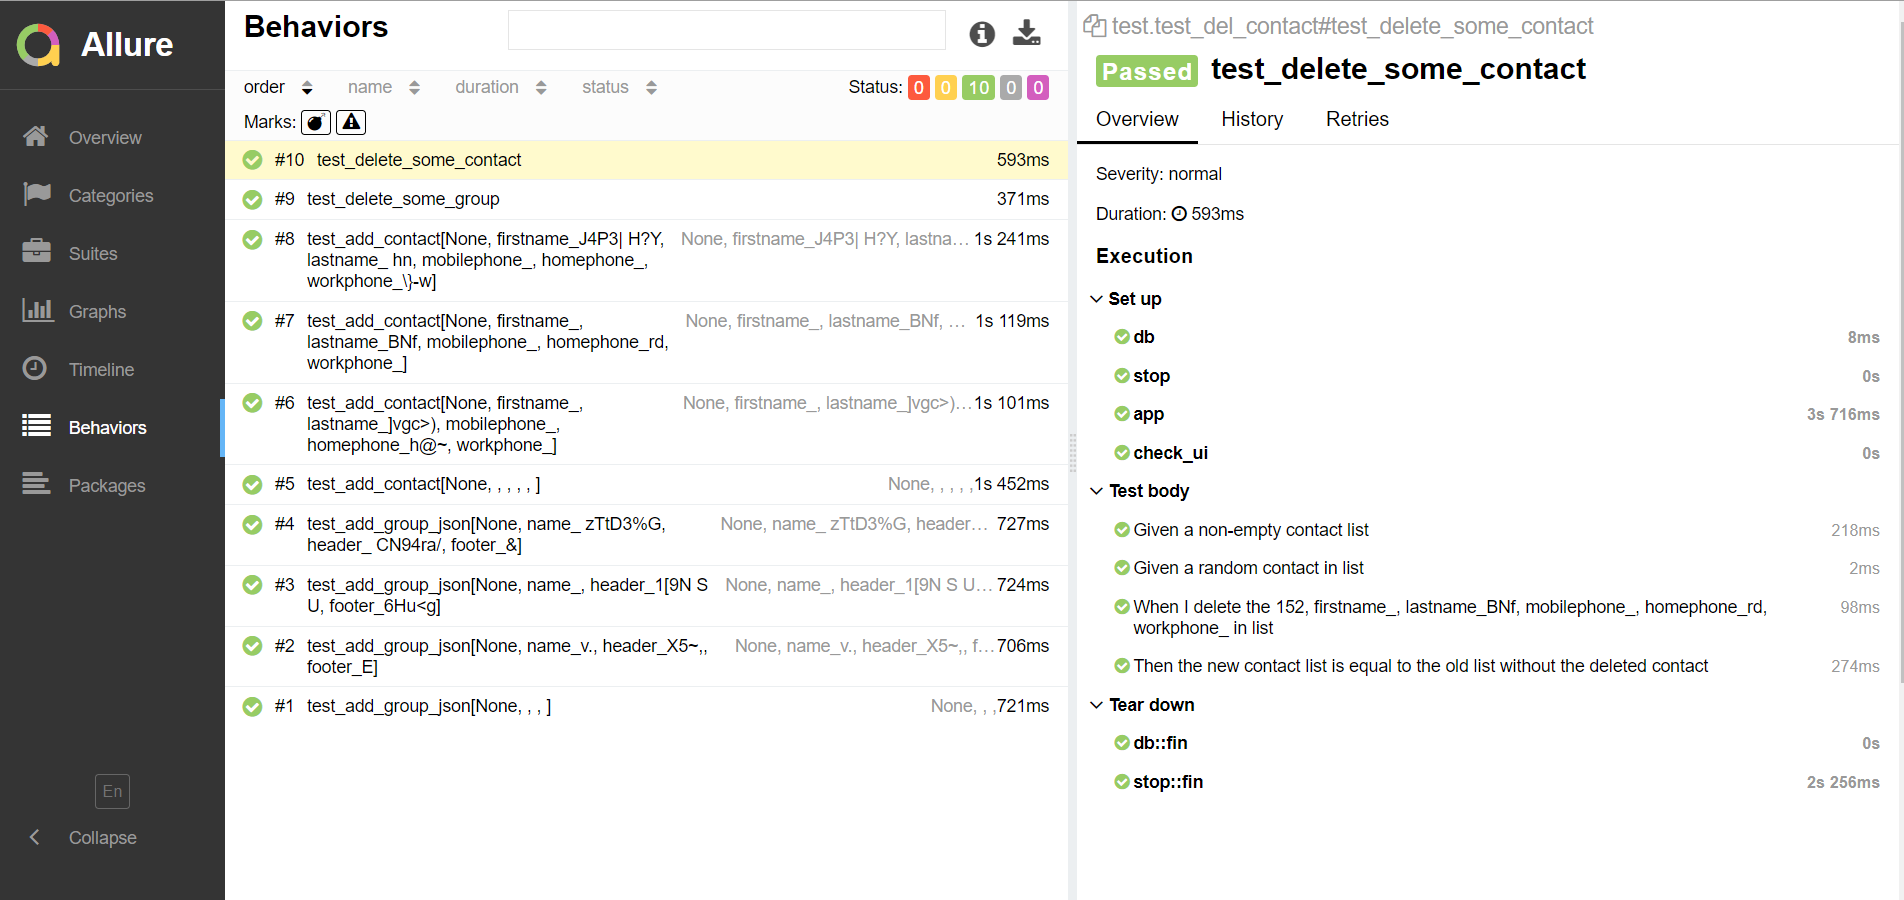 Allure
Overview
Categories
Suites
Graphs
Timeline
Behaviors
Packages
En
Collapse
Behaviors
order name duration status Status: 0 0 10 0 0
Marks:
#10 test_delete_some_contact 593ms
#9 test_delete_some_group 371ms
#8 test_add_contact[None, firstname_J4P3| H?Y, None, firstname_J4P3| H?Y, lastna… 1s 241ms
lastname_ hn, mobilephone_, homephone_,
workphone_\}-w]
#7 test_add_contact[None, firstname_, None, firstname_, lastname_BNf, … 1s 119ms
lastname_BNf, mobilephone_, homephone_rd,
workphone_]
#6 test_add_contact[None, firstname_, None, firstname_, lastname_]vgc>)… 1s 101ms
lastname_]vgc>), mobilephone_,
homephone_h@~, workphone_]
#5 test_add_contact[None, , , , , ] None, , , , , 1s 452ms
#4 test_add_group_json[None, name_ zTtD3%G, None, name_ zTtD3%G, header… 727ms
header_ CN94ra/, footer_&]
#3 test_add_group_json[None, name_, header_1[9N S None, name_, header_1[9N S U… 724ms
U, footer_6Hu<g]
#2 test_add_group_json[None, name_v., header_X5~,, None, name_v., header_X5~,, f… 706ms
footer_E]
#1 test_add_group_json[None, , , ] None, , , 721ms
test.test_del_contact#test_delete_some_contact
Passed test_delete_some_contact
Overview History Retries
Severity: normal
Duration: 593ms
Execution
Set up
db 8ms
stop 0s
app 3s 716ms
check_ui 0s
Test body
Given a non-empty contact list 218ms
Given a random contact in list 2ms
When I delete the 152, firstname_, lastname_BNf, mobilephone_, homephone_rd, 98ms
workphone_ in list
Then the new contact list is equal to the old list without the deleted contact 274ms
Tear down
db::fin 0s
stop::fin 2s 256ms